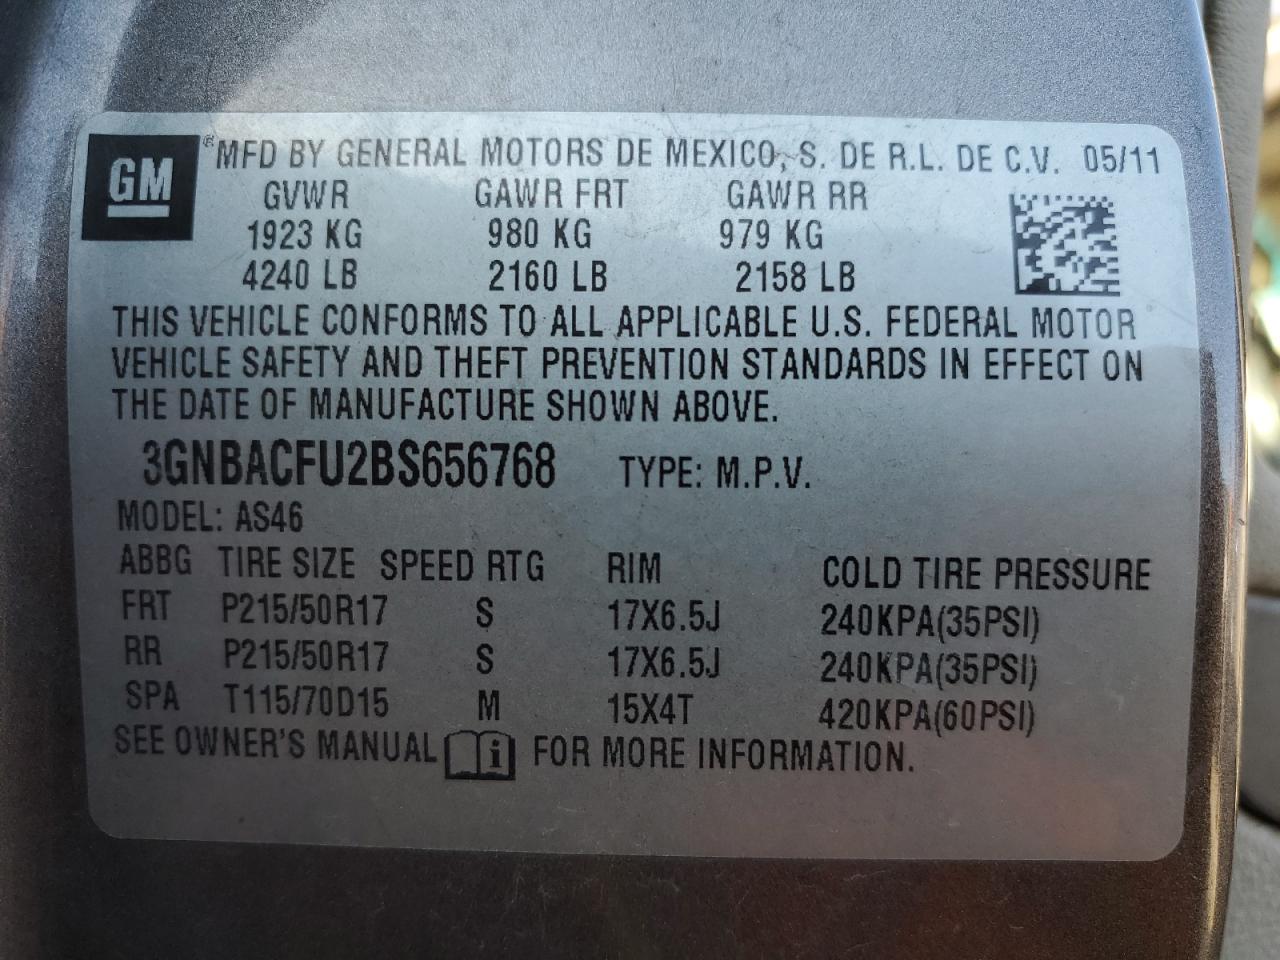 GM ® MFD BY GENERAL MOTORS DE MEXICO, S. DE R.L. DE C.V. 05/11
GVWR GAWR FRT GAWR RR
1923 KG 980 KG 979 KG
4240 LB 2160 LB 2158 LB
THIS VEHICLE CONFORMS TO ALL APPLICABLE U.S. FEDERAL MOTOR
VEHICLE SAFETY AND THEFT PREVENTION STANDARDS IN EFFECT ON
THE DATE OF MANUFACTURE SHOWN ABOVE.
3GNBACFU2BS656768 TYPE: M.P.V.
MODEL: AS46
ABBG TIRE SIZE SPEED RTG RIM COLD TIRE PRESSURE
FRT P215/50R17 S 17X6.5J 240KPA(35PSI)
RR P215/50R17 S 17X6.5J 240KPA(35PSI)
SPA T115/70D15 M 15X4T 420KPA(60PSI)
SEE OWNER'S MANUAL i FOR MORE INFORMATION.